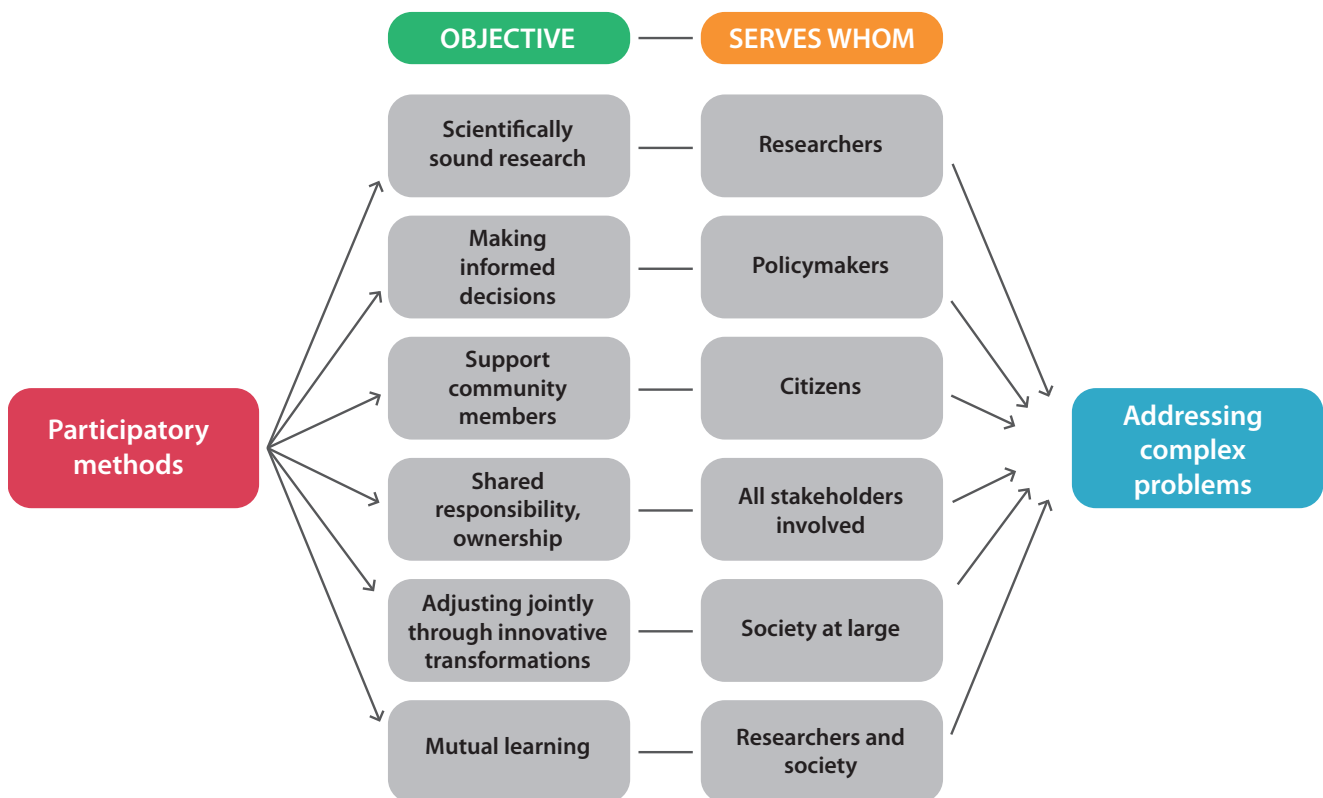 OBJECTIVE
SERVES WHOM
Scientifically
sound research
Researchers
Making
informed
decisions
Policymakers
Support
community
members
Citizens
Participatory
methods
Addressing
complex
problems
Shared
responsibility,
ownership
All stakeholders
involved
Adjusting jointly
through innovative
transformations
Society at large
Mutual learning
Researchers and
society